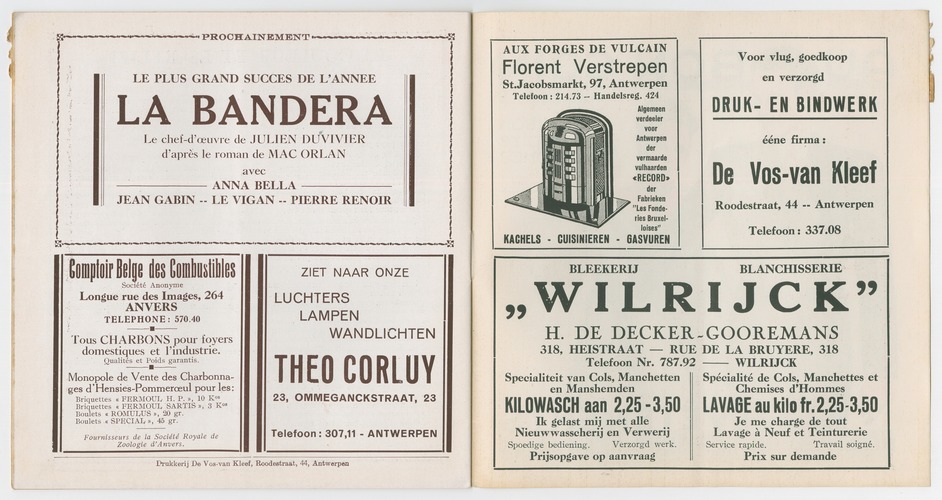 PROCHAINEMENT
LE PLUS GRAND SUCCES DE L'ANNEE
LA BANDERA
Le chef-d'œuvre de JULIEN DUVIVIER
d'après le roman de MAC ORLAN
avec
ANNA BELLA
JEAN GABIN -- LE VIGAN -- PIERRE RENOIR
Comptoir Belge des Combustibles
Société Anonyme
Longue rue des Images, 264
ANVERS
TELEPHONE: 570.40
Tous CHARBONS pour foyers
domestiques et l'industrie.
Qualités et Poids garantis.
Monopole de Vente des Charbonna-
ges d'Hensies-Pommerœul pour les:
Briquettes « FERMOUL H. P. », 10 Kos
Briquettes « FERMOUL SARTIS », 3 Kos
Boulets « ROMULUS », 20 gr.
Boulets « SPECIAL », 45 gr.
Fournisseurs de la Société Royale de
Zoologie d'Anvers.
ZIET NAAR ONZE
LUCHTERS
LAMPEN
WANDLICHTEN
THEO CORLUY
23, OMMEGANCKSTRAAT, 23
Telefoon : 307,11 - ANTWERPEN
Drukkerij De Vos-van Kleef, Roodestraat, 44, Antwerpen
AUX FORGES DE VULCAIN
Florent Verstrepen
St.Jacobsmarkt, 97, Antwerpen
Telefoon : 214.73 -- Handelsreg. 424
Algemeen
verdeeler
voor
Antwerpen
der
vermaarde
vulhaarden
«RECORD»
der
Fabrieken
"Les Fonde-
ries Bruxel-
loises"
KACHELS - CUISINIEREN - GASVUREN
Voor vlug, goedkoop
en verzorgd
DRUK- EN BINDWERK
ééne firma :
De Vos-van Kleef
Roodestraat, 44 -- Antwerpen
Telefoon : 337.08
BLEEKERIJ BLANCHISSERIE
„WILRIJCK”
H. DE DECKER-GOOREMANS
318, HEISTRAAT — RUE DE LA BRUYERE, 318
Telefoon Nr. 787.92 — WILRIJCK
Specialiteit van Cols, Manchetten
en Manshemden
KILOWASCH aan 2,25-3,50
Ik gelast mij met alle
Nieuwwasscherij en Verwerij
Spoedige bediening. Verzorgd werk.
Prijsopgave op aanvraag
Spécialité de Cols, Manchettes et
Chemises d'Hommes
LAVAGE au kilo fr. 2,25-3,50
Je me charge de tout
Lavage à Neuf et Teinturerie
Service rapide. Travail soigné.
Prix sur demande